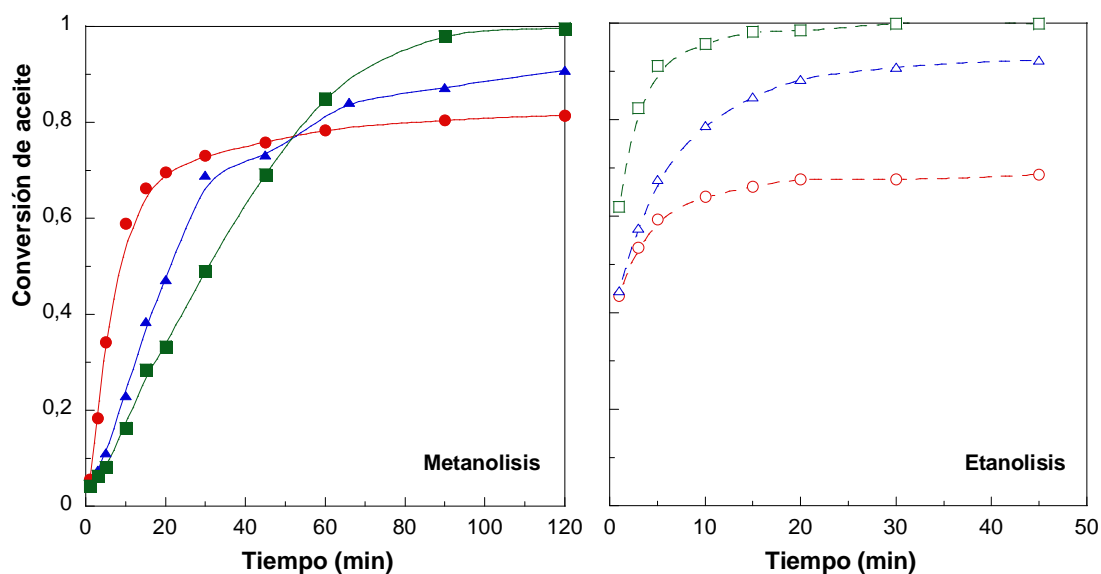 Conversión de aceite
1
0,8
0,6
0,4
0,2
0
0 20 40 60 80 100 120
Tiempo (min)
Metanolisis
0 10 20 30 40 50
Tiempo (min)
Etanolisis